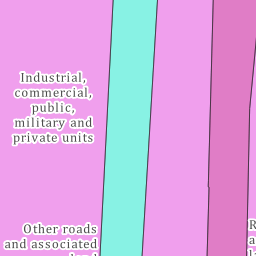 Industrial,
commercial,
public,
military and
private units
Other roads
and associated